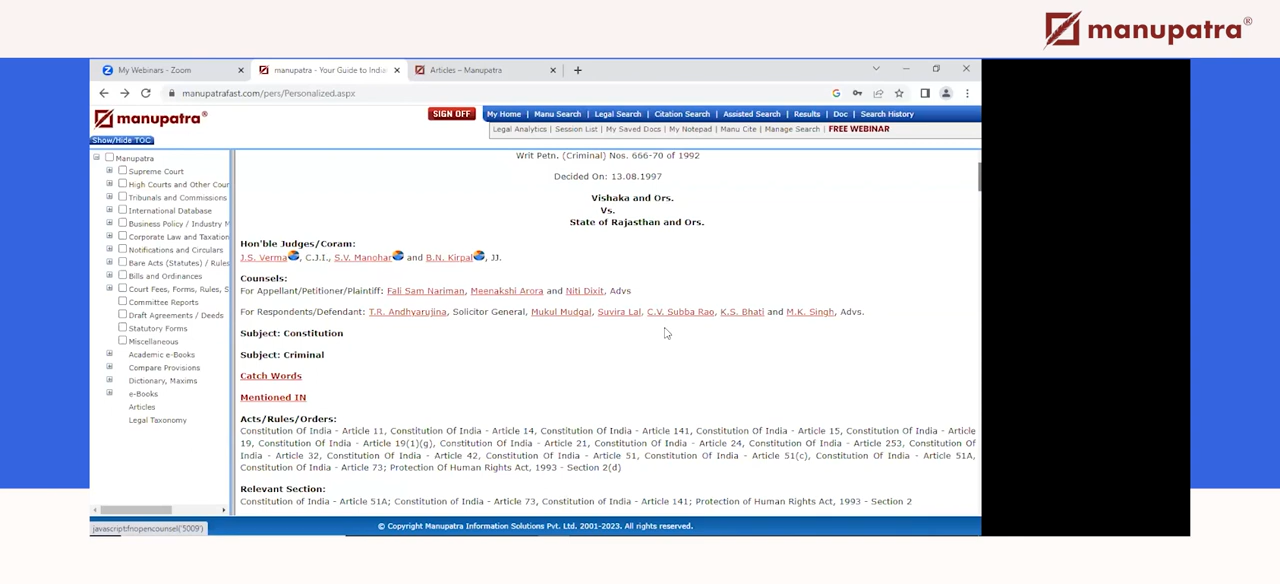 manupatra®
My Webinars - Zoom
manupatra - Your Guide to India
Articles – Manupatra
manupatrafast.com/pers/Personalized.aspx
manupatra®
SIGN OFF
My Home | Manu Search | Legal Search | Citation Search | Assisted Search | Results | Doc | Search History
Legal Analytics | Session List | My Saved Docs | My Notepad | Manu Cite | Manage Search | FREE WEBINAR
Show/Hide TOC
Manupatra
Supreme Court
High Courts and Other Cour
Tribunals and Commissions
International Database
Business Policy / Industry M
Corporate Law and Taxation
Notifications and Circulars
Bare Acts (Statutes) / Rules
Bills and Ordinances
Court Fees, Forms, Rules, S
Committee Reports
Draft Agreements / Deeds
Statutory Forms
Miscellaneous
Academic e-Books
Compare Provisions
Dictionary, Maxims
e-Books
Articles
Legal Taxonomy
Writ Petn. (Criminal) Nos. 666-70 of 1992
Decided On: 13.08.1997
Vishaka and Ors.
Vs.
State of Rajasthan and Ors.
Hon'ble Judges/Coram:
J.S. Verma, C.J.I., S.V. Manohar and B.N. Kirpal, JJ.
Counsels:
For Appellant/Petitioner/Plaintiff: Fali Sam Nariman, Meenakshi Arora and Niti Dixit, Advs
For Respondents/Defendant: T.R. Andhyarujina, Solicitor General, Mukul Mudgal, Suvira Lal, C.V. Subba Rao, K.S. Bhati and M.K. Singh, Advs.
Subject: Constitution
Subject: Criminal
Catch Words
Mentioned IN
Acts/Rules/Orders:
Constitution Of India - Article 11, Constitution Of India - Article 14, Constitution Of India - Article 141, Constitution Of India - Article 15, Constitution Of India - Article
19, Constitution Of India - Article 19(1)(g), Constitution Of India - Article 21, Constitution Of India - Article 24, Constitution Of India - Article 253, Constitution Of
India - Article 32, Constitution Of India - Article 42, Constitution Of India - Article 51, Constitution Of India - Article 51(c), Constitution Of India - Article 51A,
Constitution Of India - Article 73; Protection Of Human Rights Act, 1993 - Section 2(d)
Relevant Section:
Constitution of India - Article 51A; Constitution of India - Article 73, Constitution of India - Article 141; Protection of Human Rights Act, 1993 - Section 2
javascript:fnopencounsel('5009')
© Copyright Manupatra Information Solutions Pvt. Ltd. 2001-2023. All rights reserved.